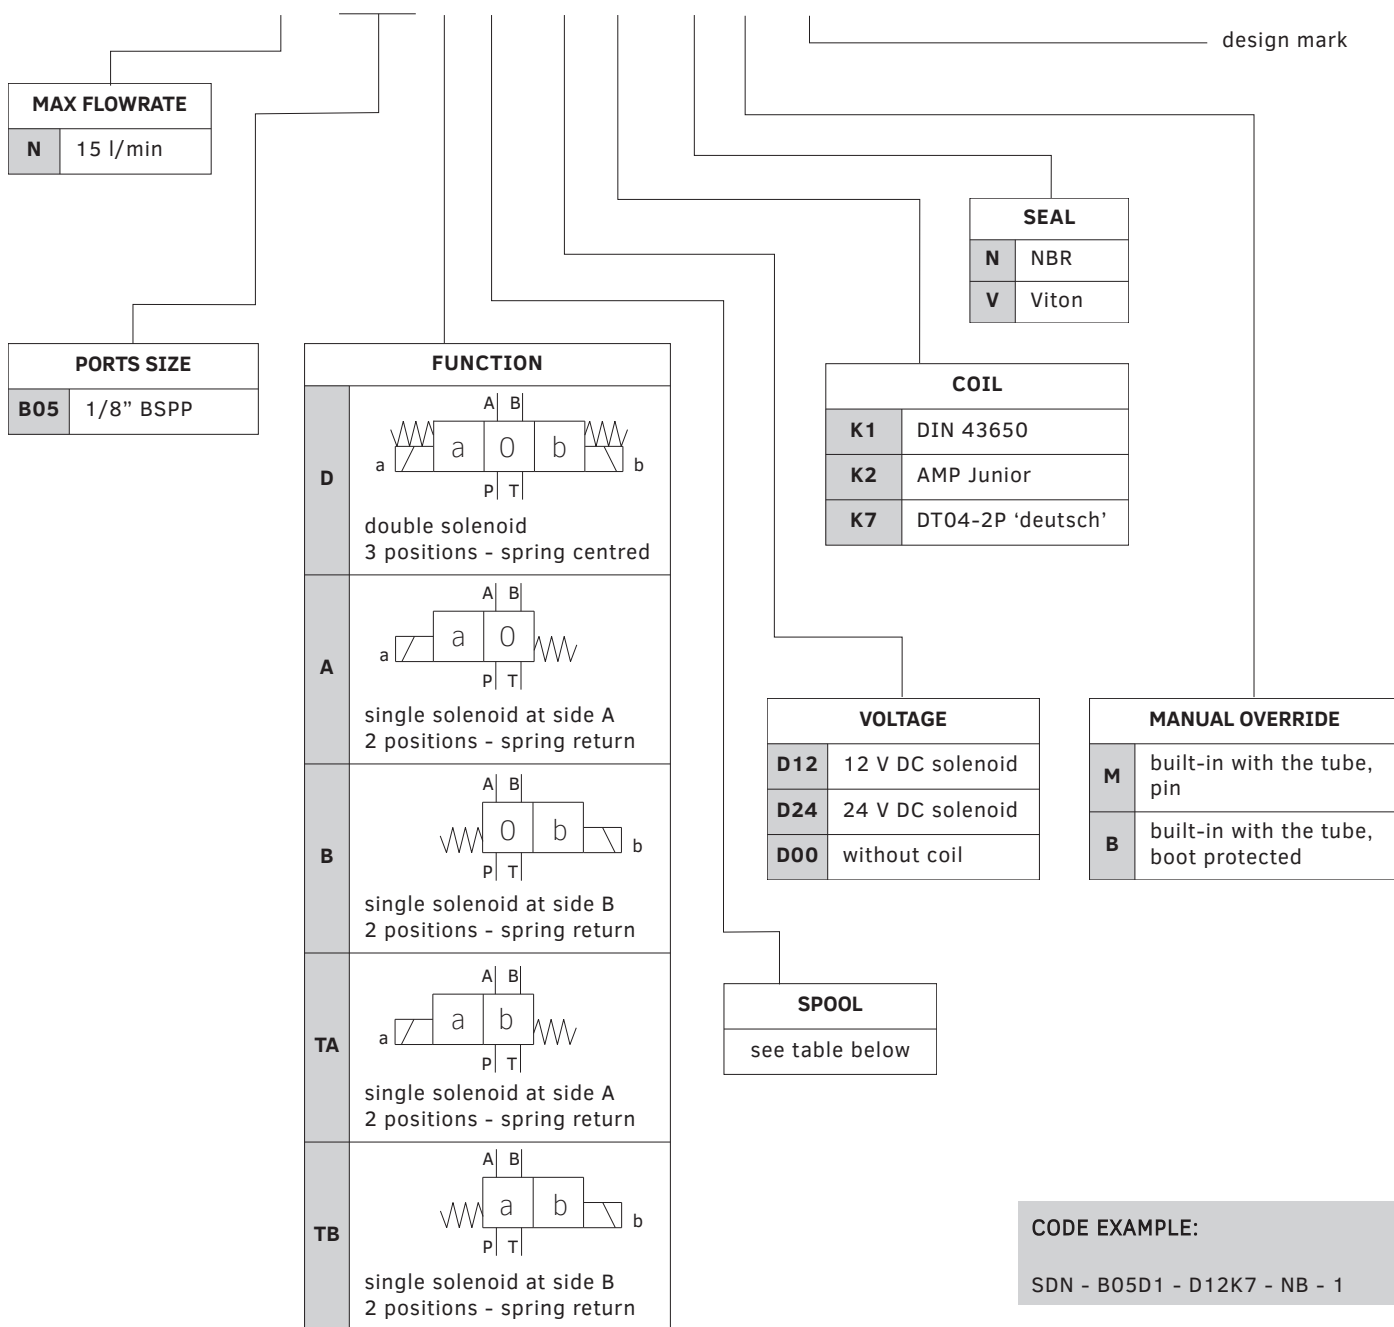 design mark
MAX FLOWRATE
N 15 l/min
SEAL
N NBR
V Viton
PORTS SIZE
B05 1/8” BSPP
FUNCTION
A B
a a 0 b b
P T
D
double solenoid
3 positions - spring centred
A B
a a 0
P T
A
single solenoid at side A
2 positions - spring return
A B
0 b b
P T
B
single solenoid at side B
2 positions - spring return
A B
a a b
P T
TA
single solenoid at side A
2 positions - spring return
A B
a b b
P T
TB
single solenoid at side B
2 positions - spring return
COIL
K1 DIN 43650
K2 AMP Junior
K7 DT04-2P ‘deutsch’
VOLTAGE
D12 12 V DC solenoid
D24 24 V DC solenoid
D00 without coil
MANUAL OVERRIDE
M built-in with the tube,
pin
B built-in with the tube,
boot protected
SPOOL
see table below
CODE EXAMPLE:
SDN - B05D1 - D12K7 - NB - 1